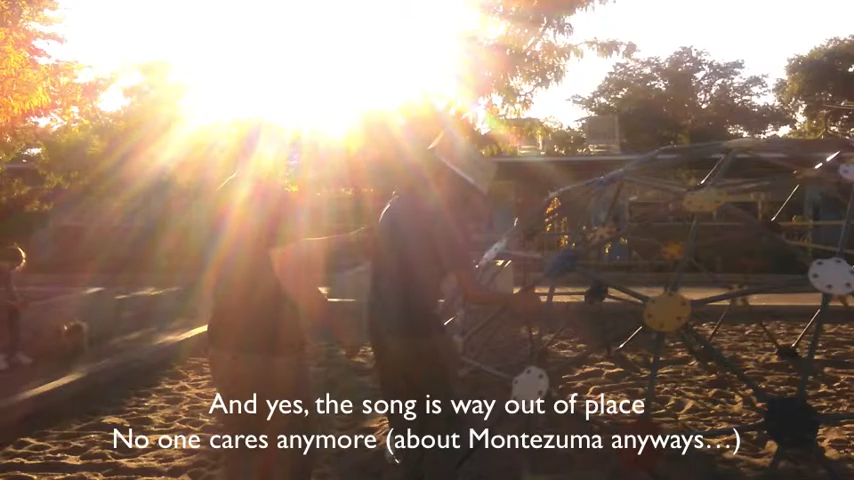 And yes, the song is way out of place
No one cares anymore (about Montezuma anyways…)